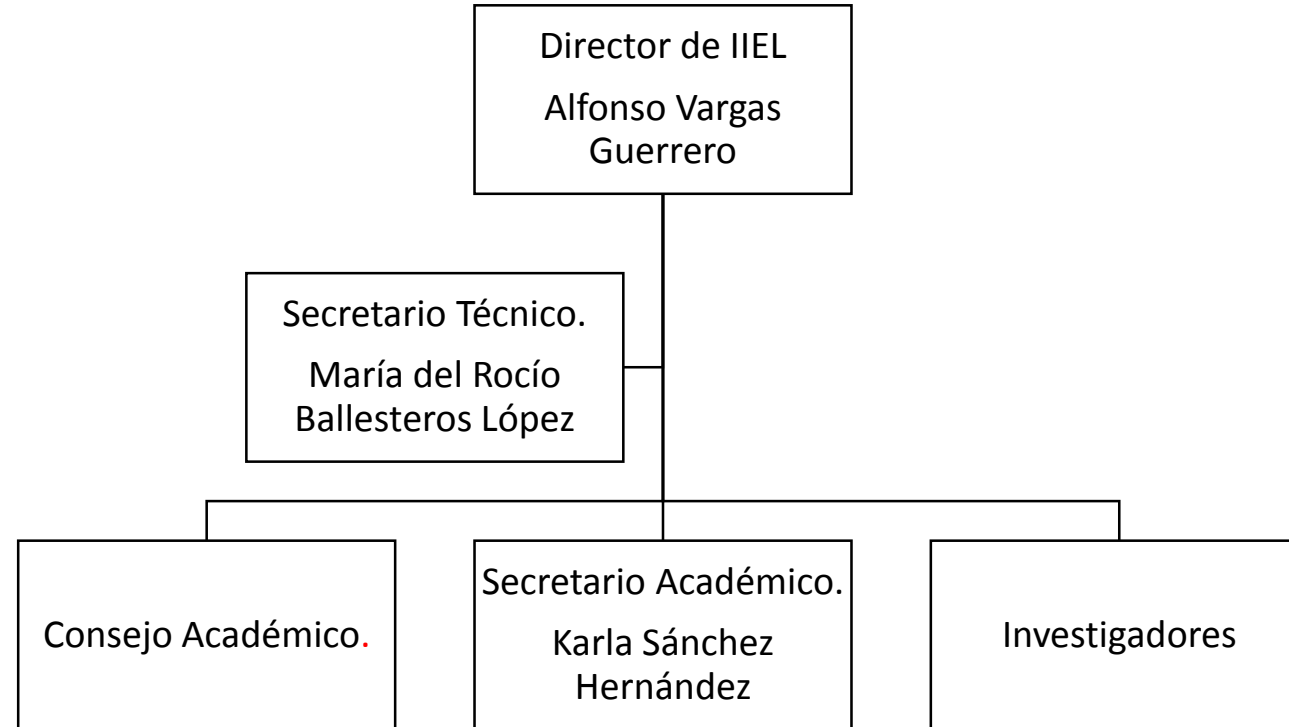 Director de IIEL
Alfonso Vargas
Guerrero
Secretario Técnico.
María del Rocío
Ballesteros López
Consejo Académico.
Secretario Académico.
Karla Sánchez
Hernández
Investigadores